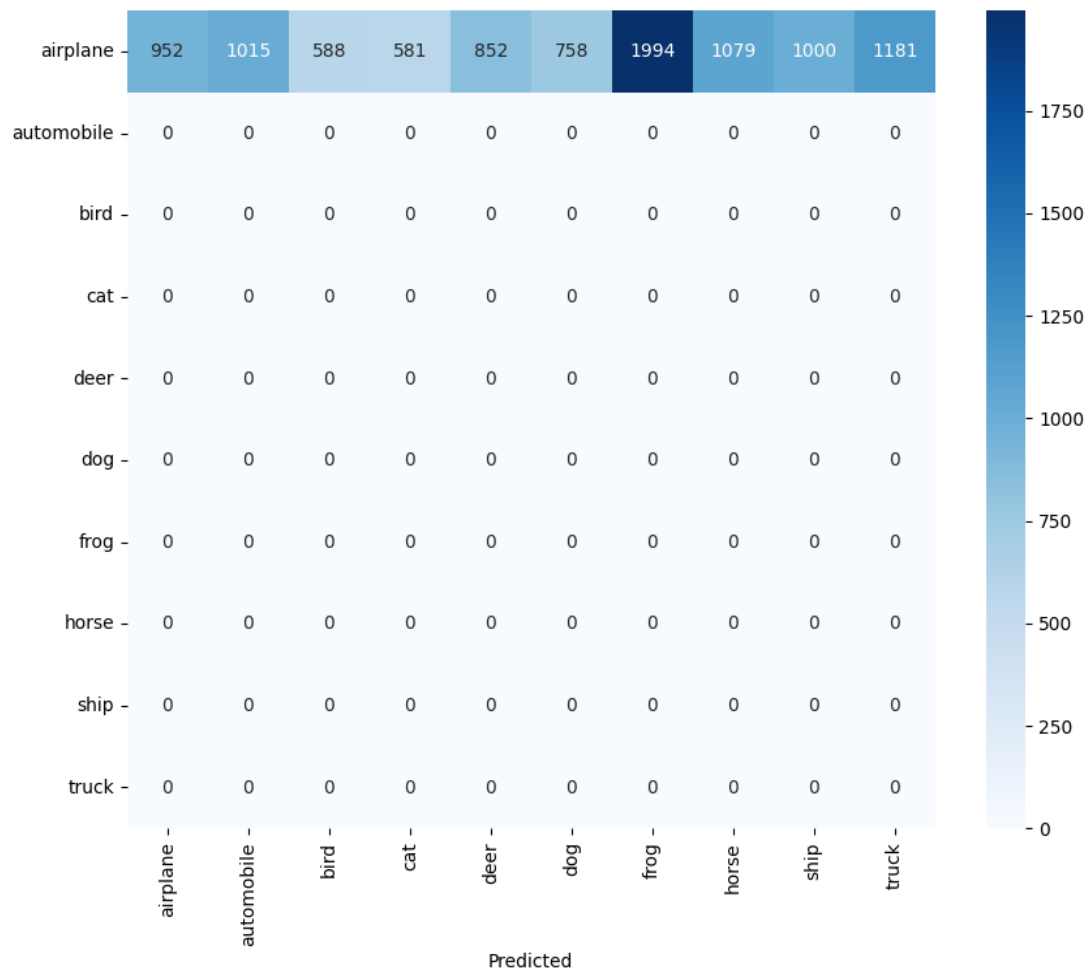 airplane 952 1015 588 581 852 758 1994 1079 1000 1181
automobile 0 0 0 0 0 0 0 0 0 0
bird 0 0 0 0 0 0 0 0 0 0
cat 0 0 0 0 0 0 0 0 0 0
deer 0 0 0 0 0 0 0 0 0 0
dog 0 0 0 0 0 0 0 0 0 0
frog 0 0 0 0 0 0 0 0 0 0
horse 0 0 0 0 0 0 0 0 0 0
ship 0 0 0 0 0 0 0 0 0 0
truck 0 0 0 0 0 0 0 0 0 0
airplane automobile bird cat deer dog frog horse ship truck
Predicted
1750
1500
1250
1000
750
500
250
0